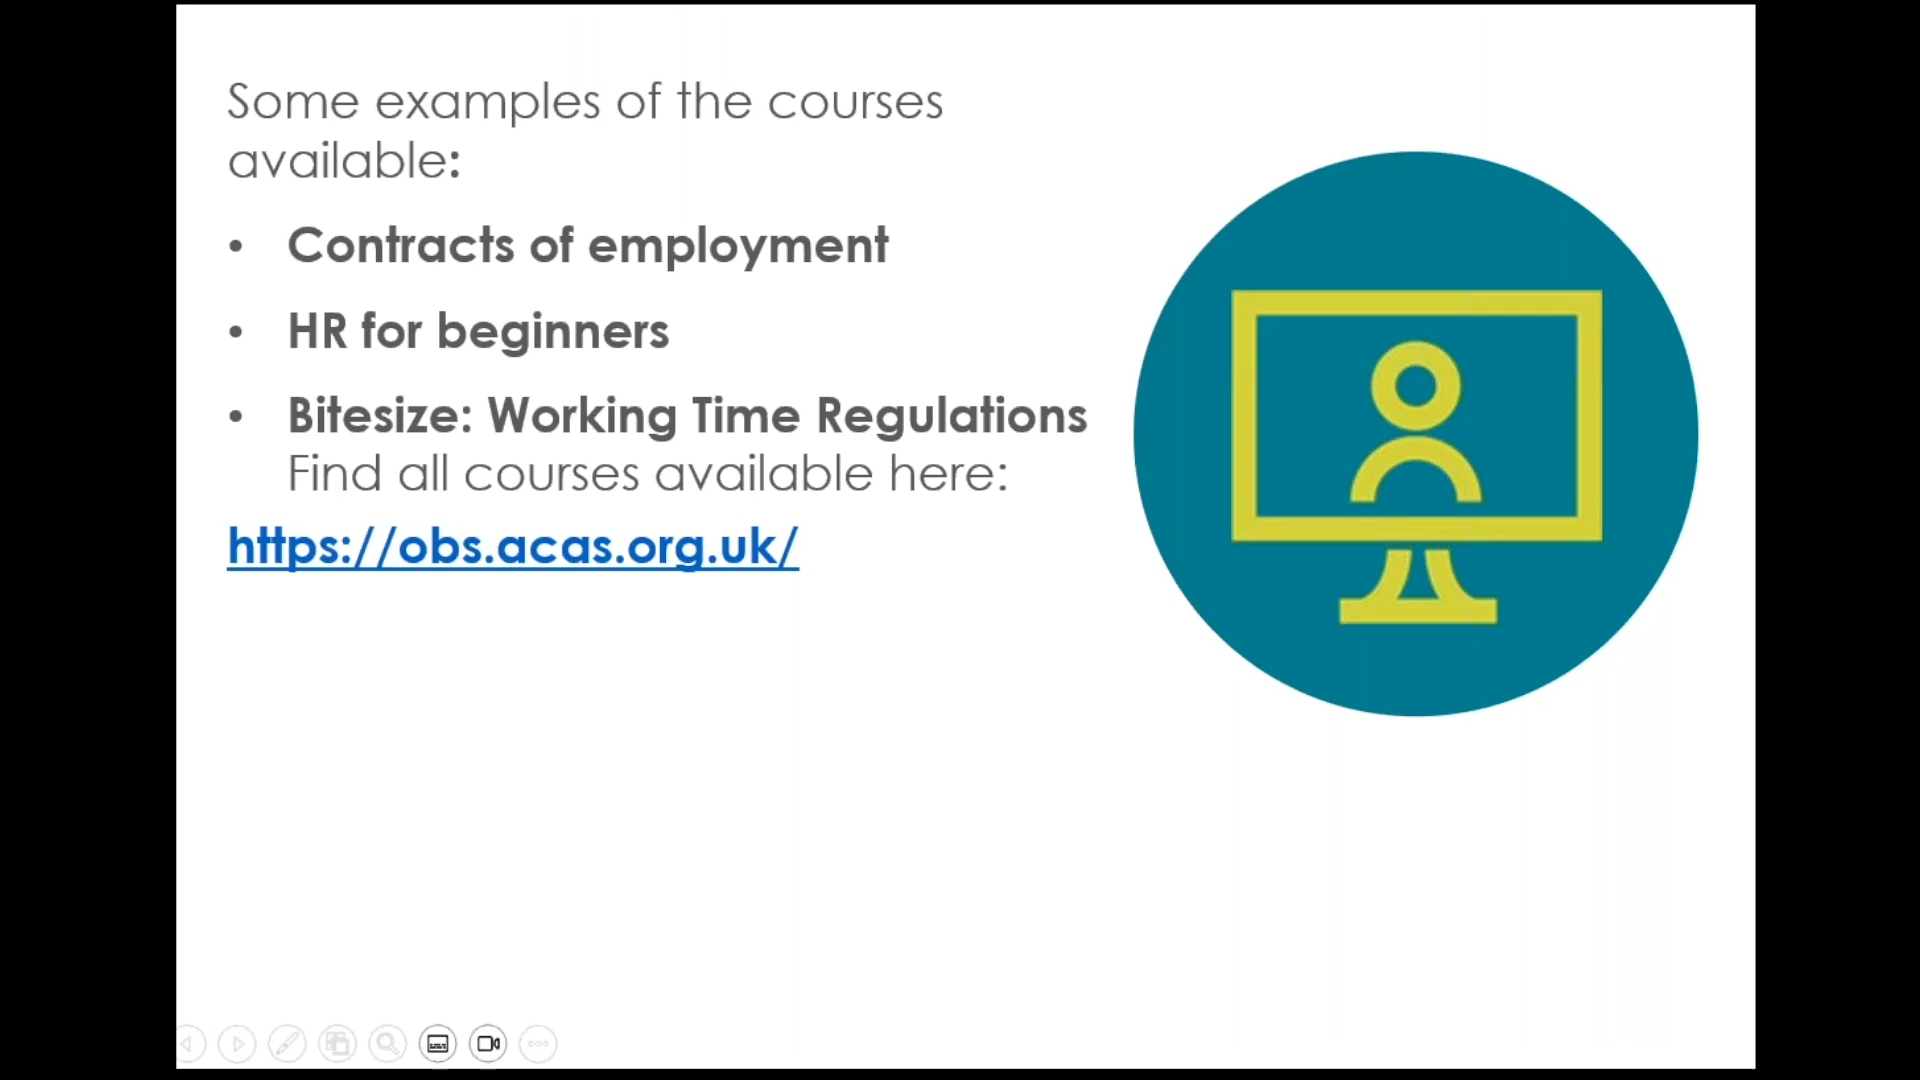 Some examples of the courses
available:
• Contracts of employment
• HR for beginners
• Bitesize: Working Time Regulations
Find all courses available here:
https://obs.acas.org.uk/